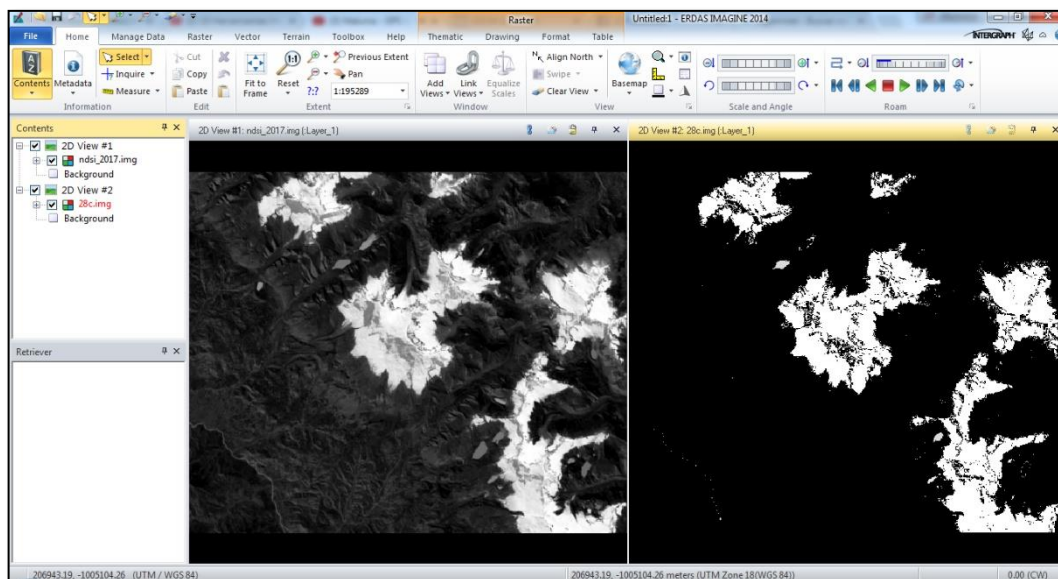 Raster
Untitled:1 - ERDAS IMAGINE 2014
File Home Manage Data Raster Vector Terrain Toolbox Help Thematic Drawing Format Table
INTERGRAPH
Contents
Metadata
Select
Inquire
Measure
Information
Cut
Copy
Paste
Edit
Fit to Frame
Reset
1:1
?:?
Previous Extent
Pan
1:195289
Extent
Add Views
Link Views
Equalize Scales
Window
Align North
Swipe
Clear View
Basemap
View
Scale and Angle
Roam
Contents
2D View #1
ndsi_2017.img
Background
2D View #2
28c.img
Background
Retriever
2D View #1: ndsi_2017.img (:Layer_1)
2D View #2: 28c.img (:Layer_1)
206943.19, -1005104.26 (UTM / WGS 84)
206943.19, -1005104.26 meters (UTM Zone 18(WGS 84))
0.00 (CW)